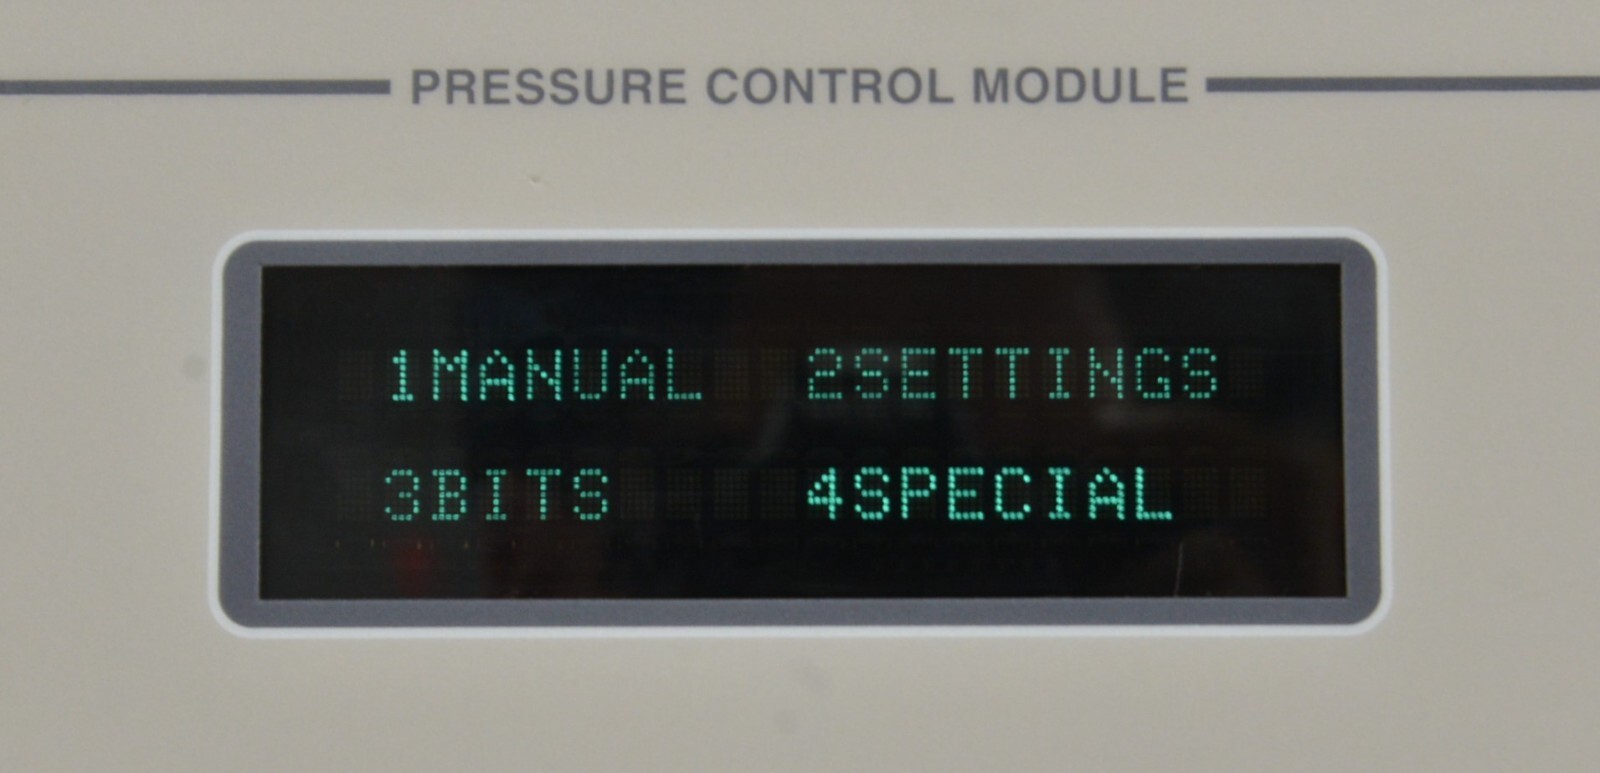 PRESSURE CONTROL MODULE
1MANUAL 2SETTINGS
3BITS 4SPECIAL